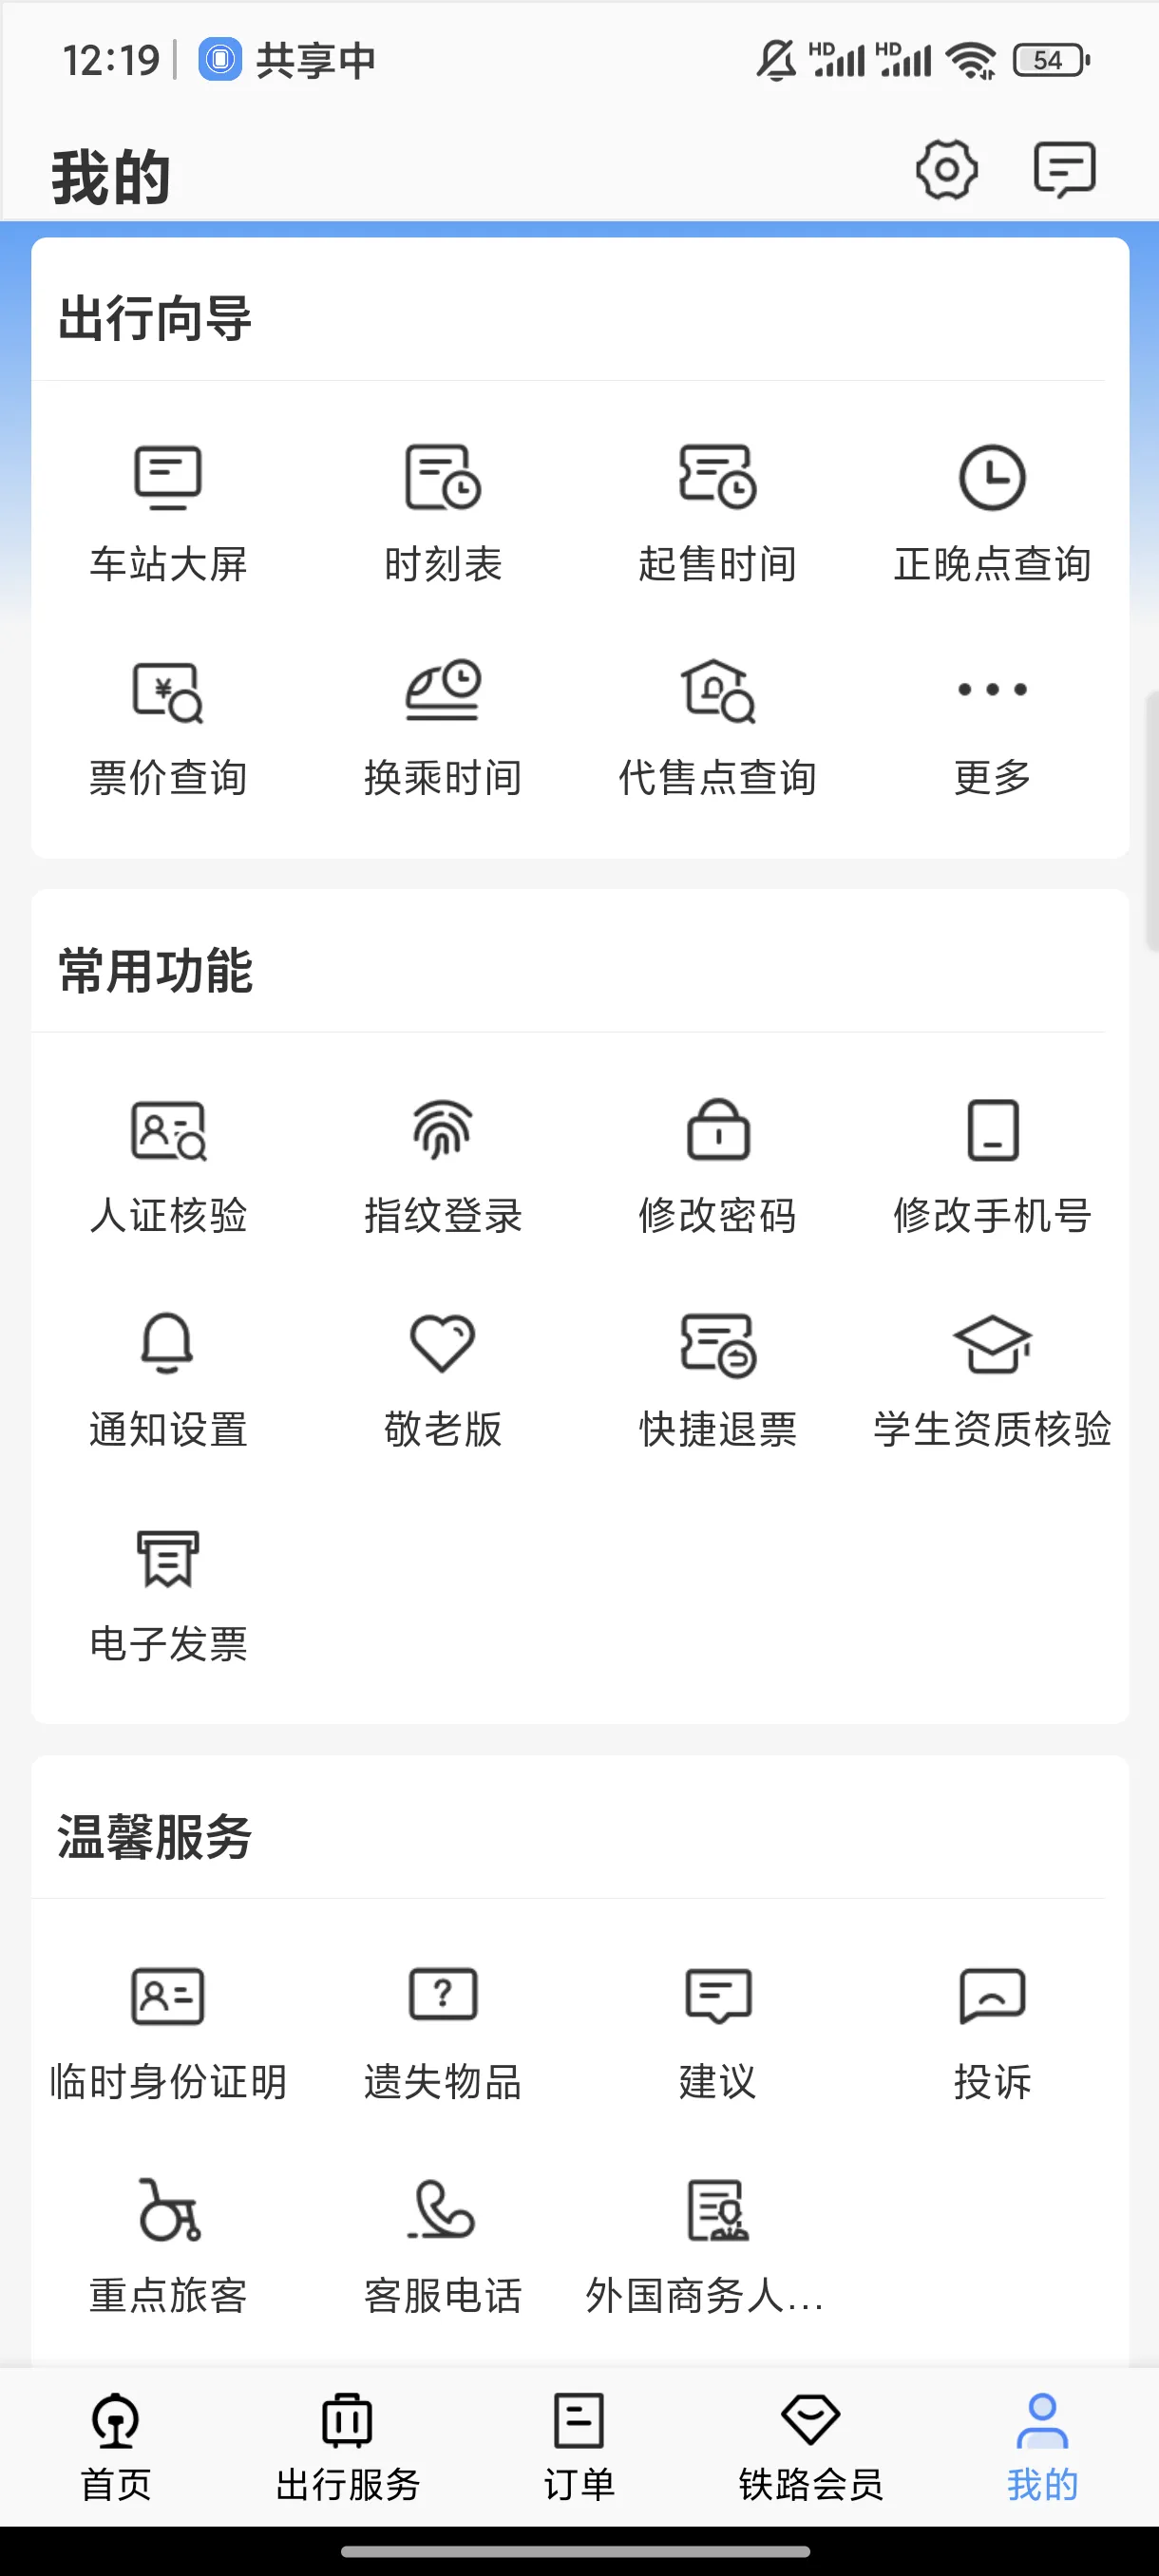 12:19 共享中 HD HD 54
我的
出行向导
车站大屏 时刻表 起售时间 正晚点查询
票价查询 换乘时间 代售点查询 更多
常用功能
人证核验 指纹登录 修改密码 修改手机号
通知设置 敬老版 快捷退票 学生资质核验
电子发票
温馨服务
临时身份证明 遗失物品 建议 投诉
重点旅客 客服电话 外国商务人...
首页 出行服务 订单 铁路会员 我的